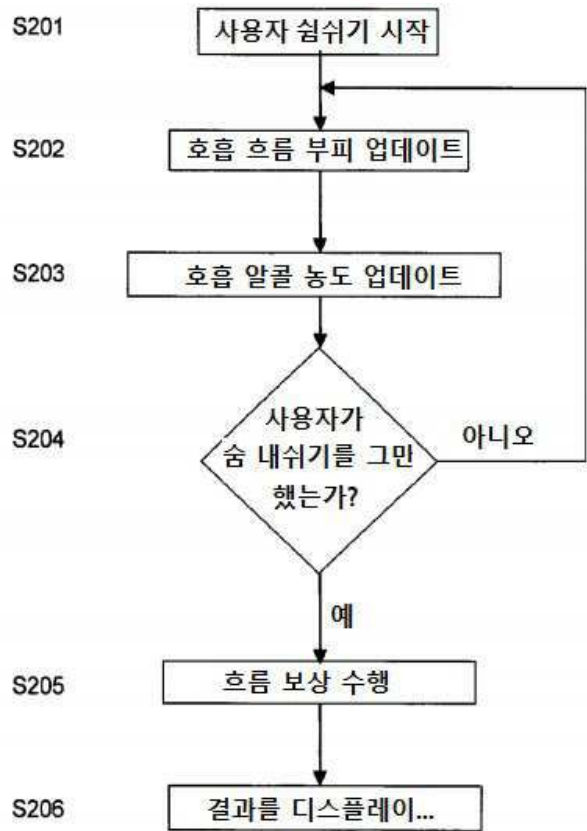 S201
사용자 쉼쉬기 시작
S202
호흡 흐름 부피 업데이트
S203
호흡 알콜 농도 업데이트
S204
사용자가
숨 내쉬기를 그만
했는가?
아니오
예
S205
흐름 보상 수행
S206
결과를 디스플레이...